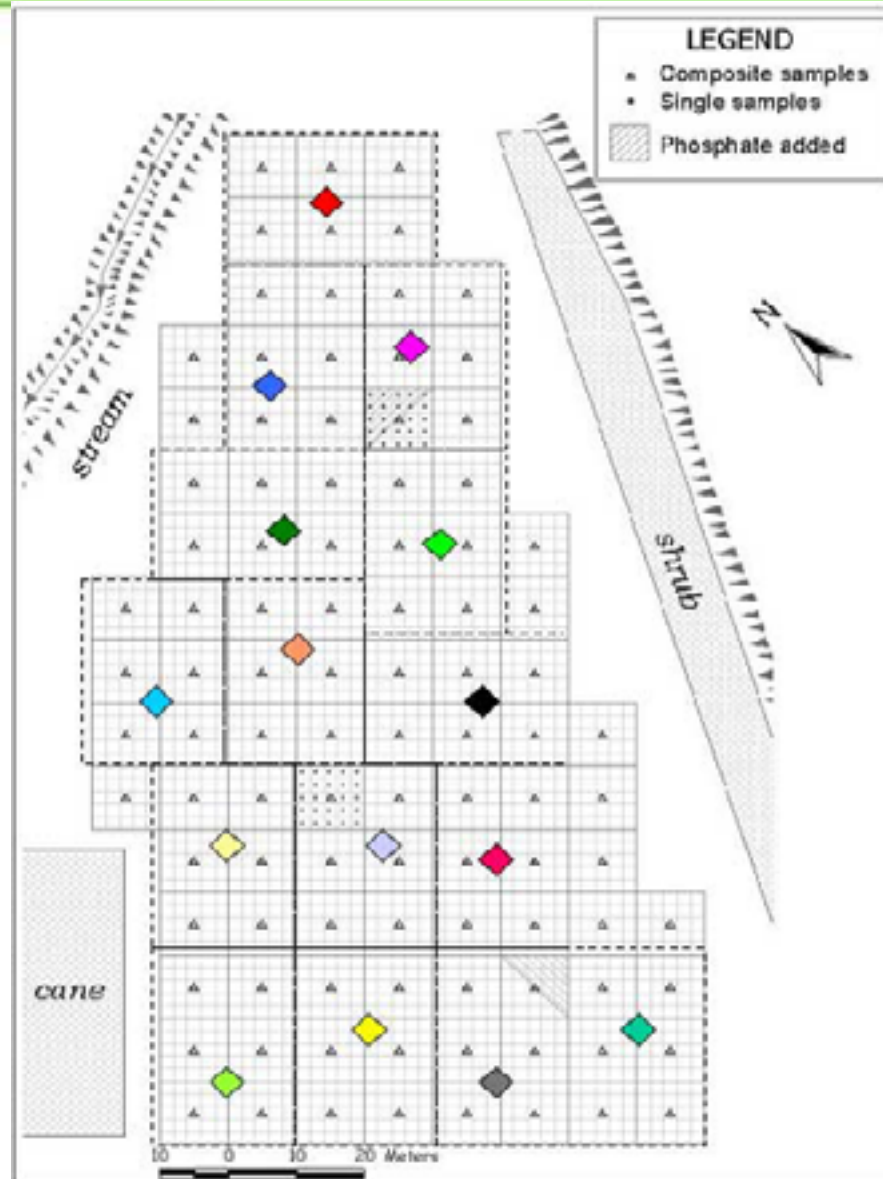 LEGEND
Composite samples
Single samples
Phosphate added
N
stream
shrub
cane
10 0 10 20 Meters